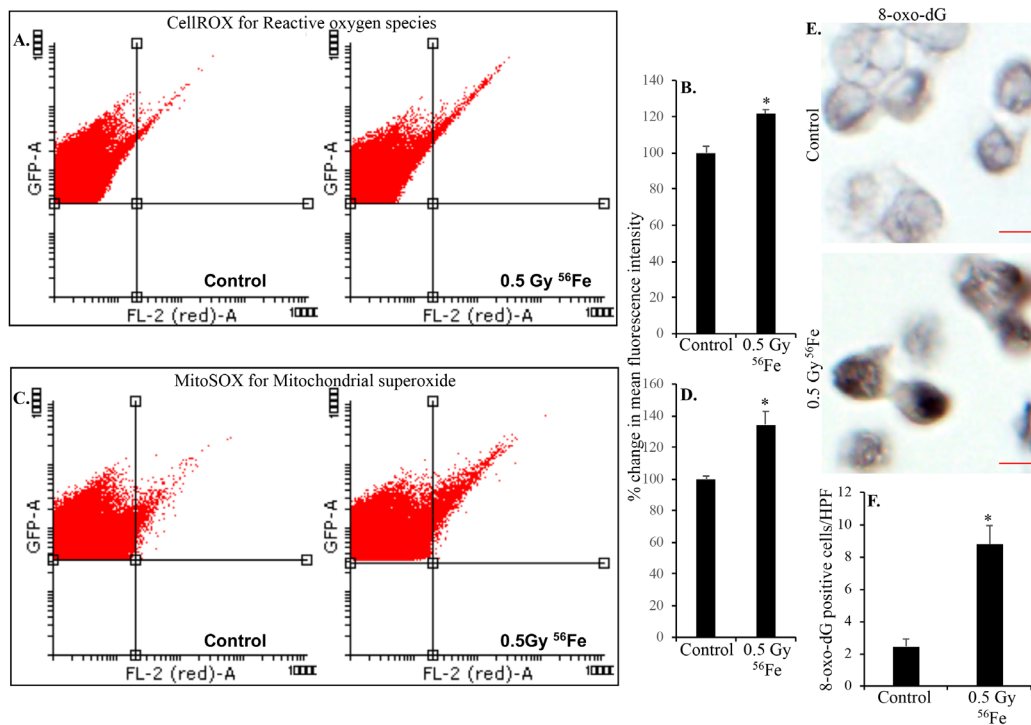 A.
CellROX for Reactive oxygen species
GFP-A
Control
FL-2 (red)-A
GFP-A
0.5 Gy ⁵⁶Fe
FL-2 (red)-A
C.
MitoSOX for Mitochondrial superoxide
GFP-A
Control
FL-2 (red)-A
GFP-A
0.5Gy ⁵⁶Fe
FL-2 (red)-A
% change in mean fluorescence intensity
B.
140
120
100
80
60
40
20
0
*
Control
0.5 Gy
⁵⁶Fe
D.
160
140
120
100
80
60
40
20
0
*
Control
0.5 Gy
⁵⁶Fe
8-oxo-dG
E.
Control
0.5 Gy ⁵⁶Fe
F.
8-oxo-dG positive cells/HPF
12
10
8
6
4
2
0
*
Control
0.5 Gy
⁵⁶Fe